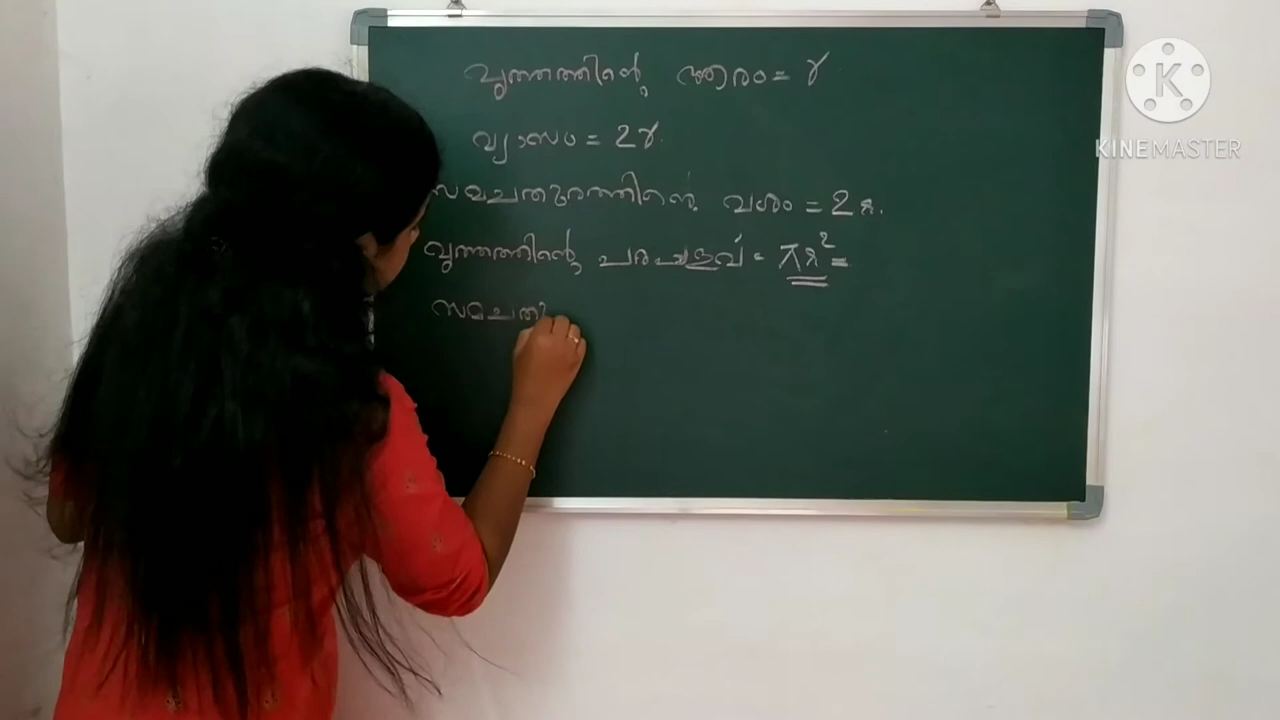 വൃത്തത്തിന്റെ ആരം = r
വ്യാസം = 2r.
സമചതുരത്തിന്റെ വശം = 2r.
വൃത്തത്തിന്റെ പരപ്പളവ് = πr² =
സമചതു
KINEMASTER